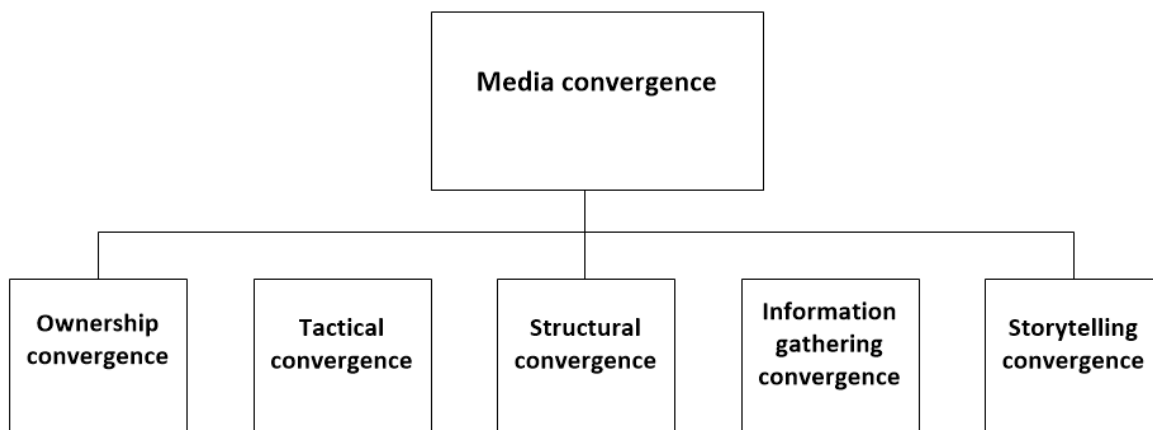 Media convergence
Ownership
convergence
Tactical
convergence
Structural
convergence
Information
gathering
convergence
Storytelling
convergence